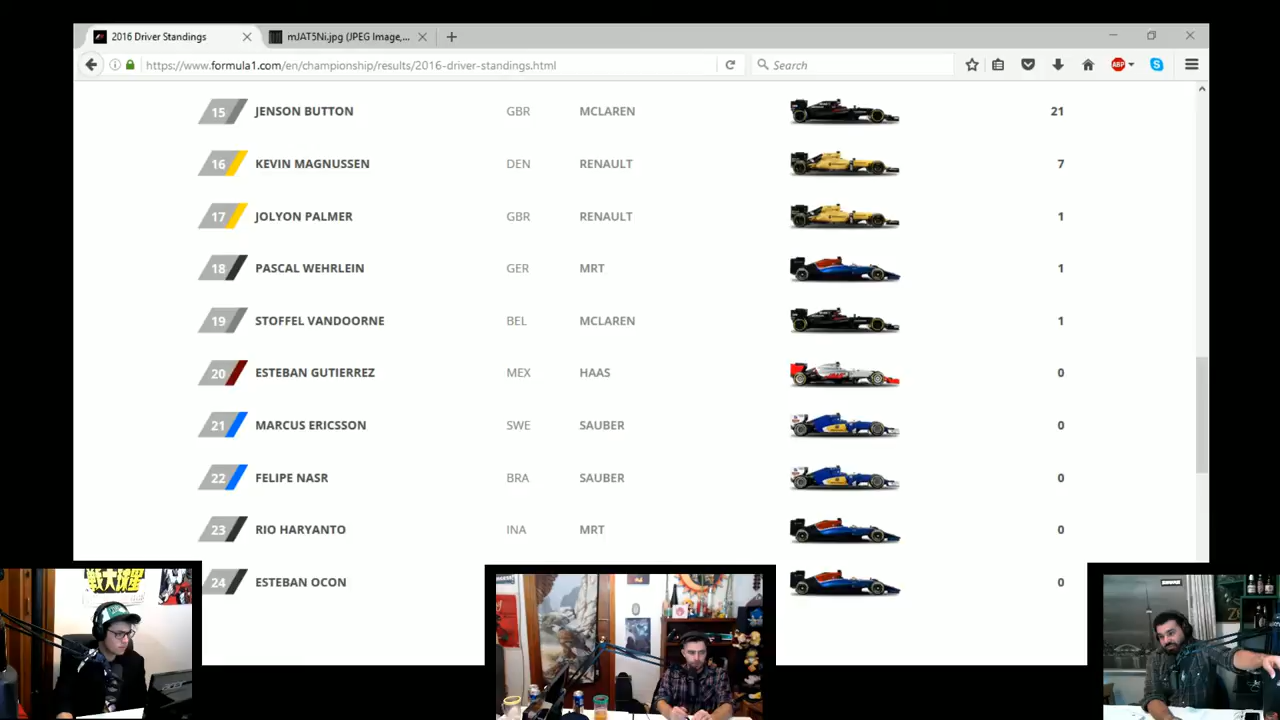 2016 Driver Standings
mJAT5Ni.jpg (JPEG Image,...
https://www.formula1.com/en/championship/results/2016-driver-standings.html
Search
ABP
15 JENSON BUTTON GBR MCLAREN 21
16 KEVIN MAGNUSSEN DEN RENAULT 7
17 JOLYON PALMER GBR RENAULT 1
18 PASCAL WEHRLEIN GER MRT 1
19 STOFFEL VANDOORNE BEL MCLAREN 1
20 ESTEBAN GUTIERREZ MEX HAAS 0
21 MARCUS ERICSSON SWE SAUBER 0
22 FELIPE NASR BRA SAUBER 0
23 RIO HARYANTO INA MRT 0
24 ESTEBAN OCON 0